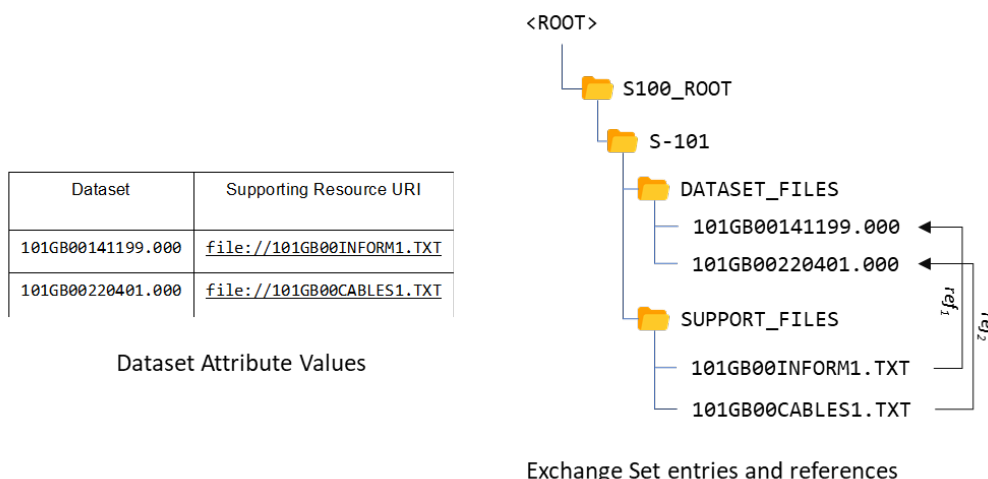 Dataset Supporting Resource URI
101GB00141199.000 file://101GB00INFORM1.TXT
101GB00220401.000 file://101GB00CABLES1.TXT
Dataset Attribute Values
<ROOT>
S100_ROOT
S-101
DATASET_FILES
101GB00141199.000
101GB00220401.000
ref1
ref2
SUPPORT_FILES
101GB00INFORM1.TXT
101GB00CABLES1.TXT
Exchange Set entries and references